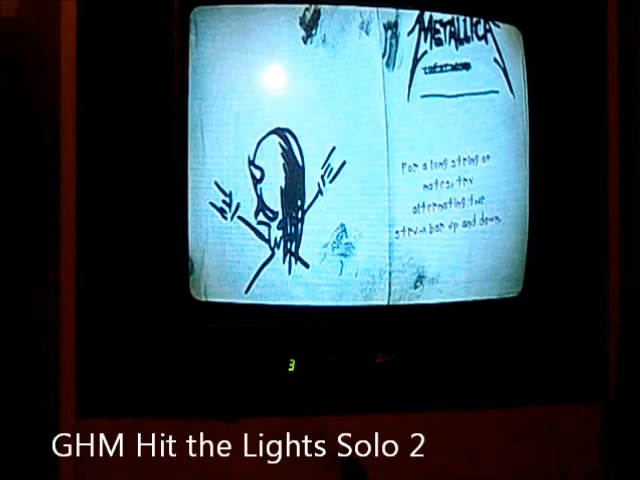 METALLICA
For a long string of
notes, try
alternating the
strum bar up and down.
3
GHM Hit the Lights Solo 2